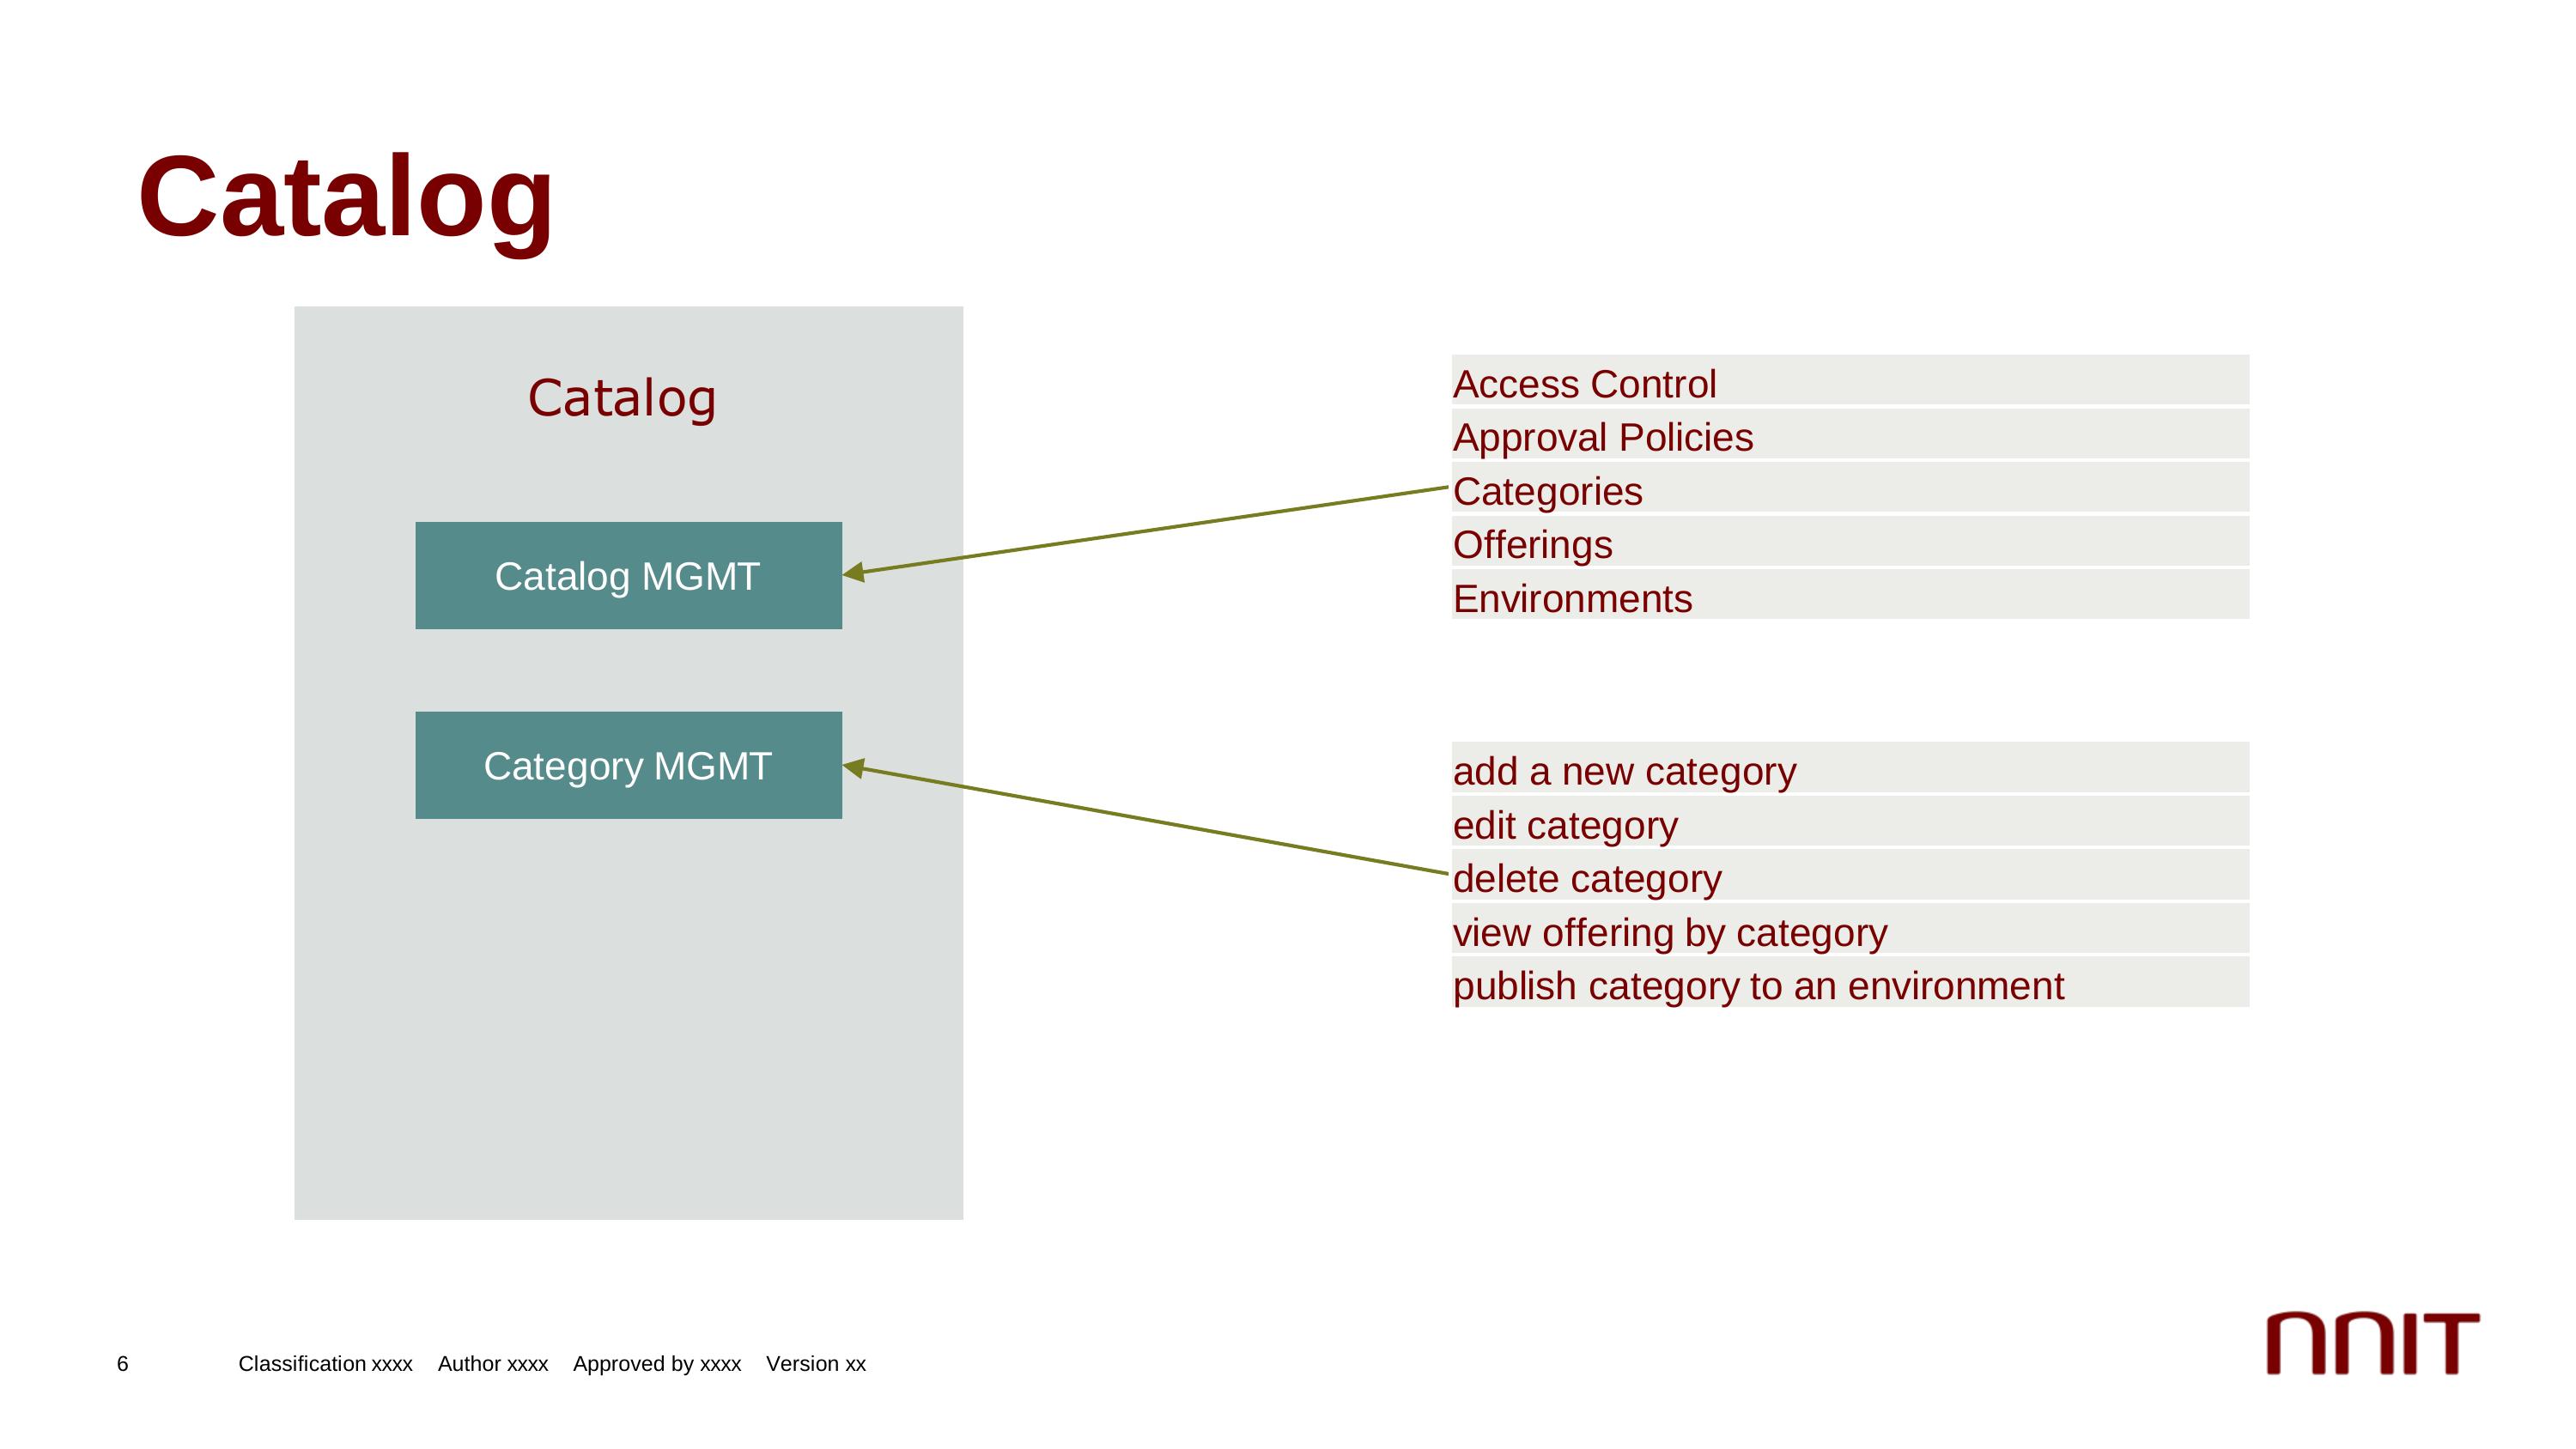 Catalog
Catalog
Catalog MGMT
Category MGMT
Access Control
Approval Policies
Categories
Offerings
Environments
add a new category
edit category
delete category
view offering by category
publish category to an environment
6 Classification xxxx Author xxxx Approved by xxxx Version xx
nnIT